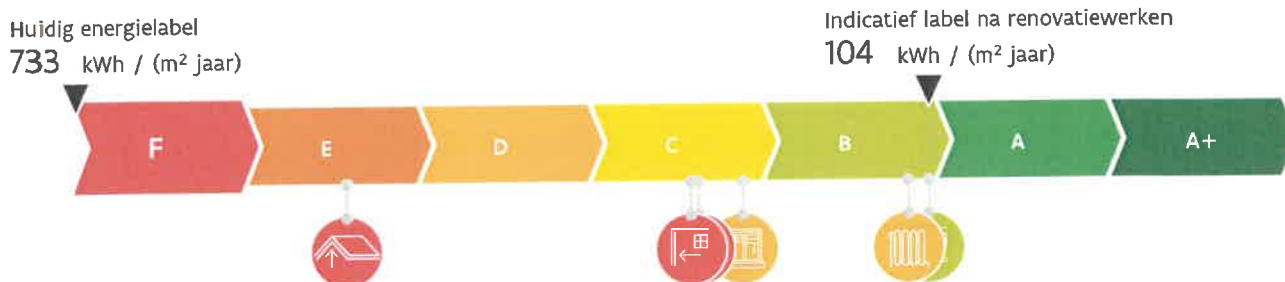 Huidig energielabel
733 kWh / (m² jaar)
Indicatief label na renovatiewerken
104 kWh / (m² jaar)
F E D C B A A+